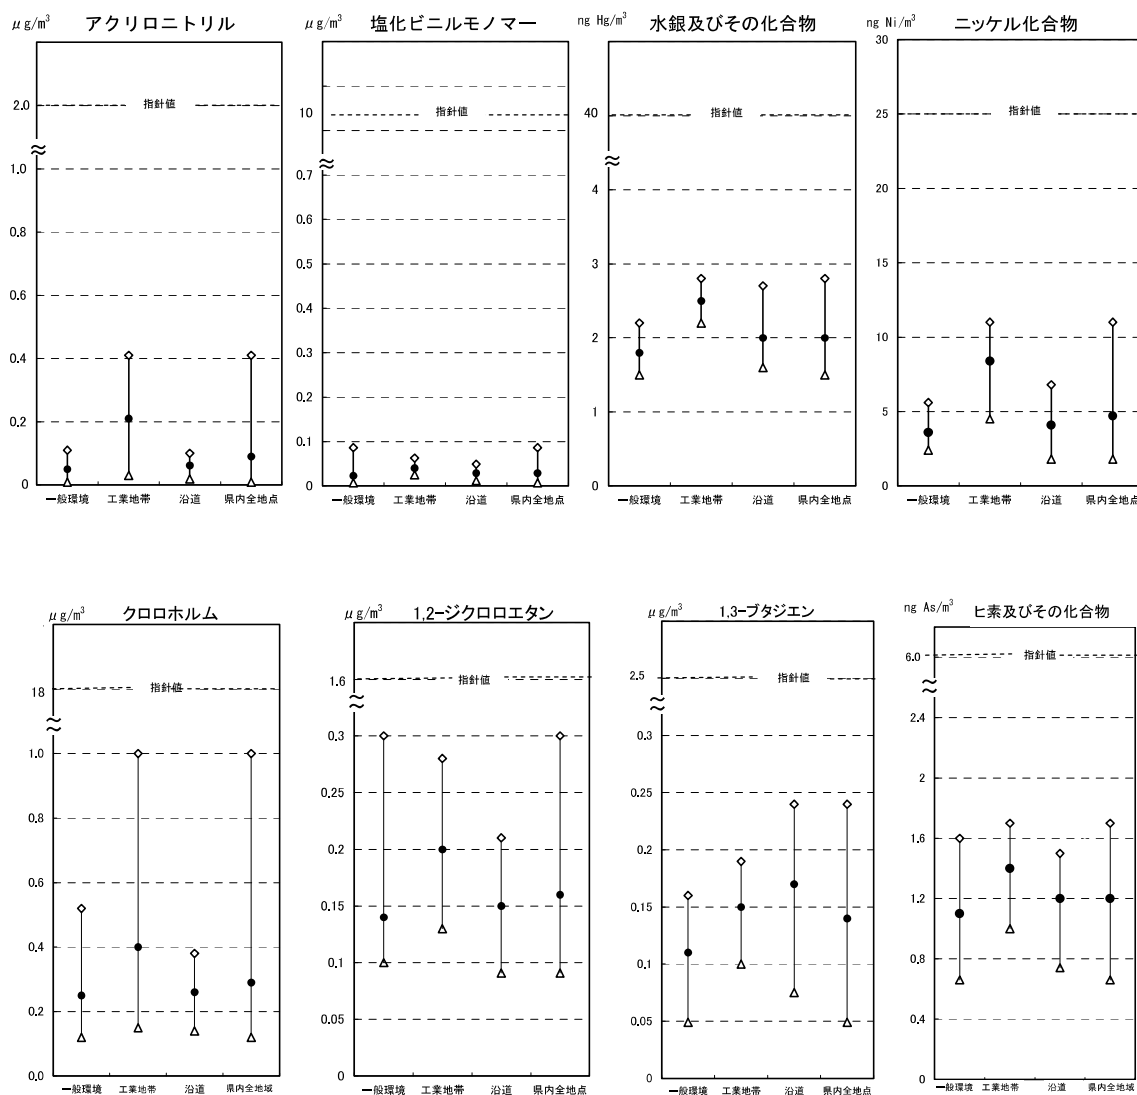 μg/m³ アクリロニトリル
2.0 指針値
≈
1.0
0.8
0.6
0.4
0.2
0
一般環境 工業地帯 沿道 県内全地点
μg/m³ 塩化ビニルモノマー
10 指針値
≈
0.7
0.6
0.5
0.4
0.3
0.2
0.1
0
一般環境 工業地帯 沿道 県内全地点
ng Hg/m³ 水銀及びその化合物
40 指針値
≈
4
3
2
1
0
一般環境 工業地帯 沿道 県内全地点
ng Ni/m³ ニッケル化合物
30
25 指針値
20
15
10
5
0
一般環境 工業地帯 沿道 県内全地点
μg/m³ クロロホルム
18 指針値
≈
1.0
0.8
0.6
0.4
0.2
0.0
一般環境 工業地帯 沿道 県内全地域
μg/m³ 1,2-ジクロロエタン
1.6 指針値
≈
0.3
0.25
0.2
0.15
0.1
0.05
0
一般環境 工業地帯 沿道 県内全地点
μg/m³ 1,3-ブタジエン
2.5 指針値
≈
0.3
0.25
0.2
0.15
0.1
0.05
0
一般環境 工業地帯 沿道 県内全地点
ng As/m³ ヒ素及びその化合物
6.0 指針値
≈
2.4
2
1.6
1.2
0.8
0.4
0
一般環境 工業地帯 沿道 県内全地域